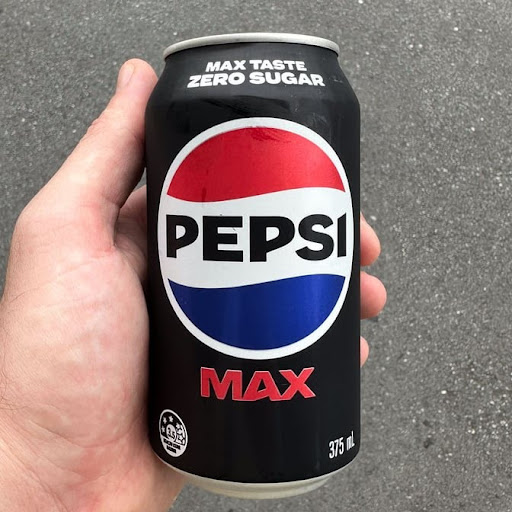 MAX TASTE
ZERO SUGAR
PEPSI
MAX
375 mL